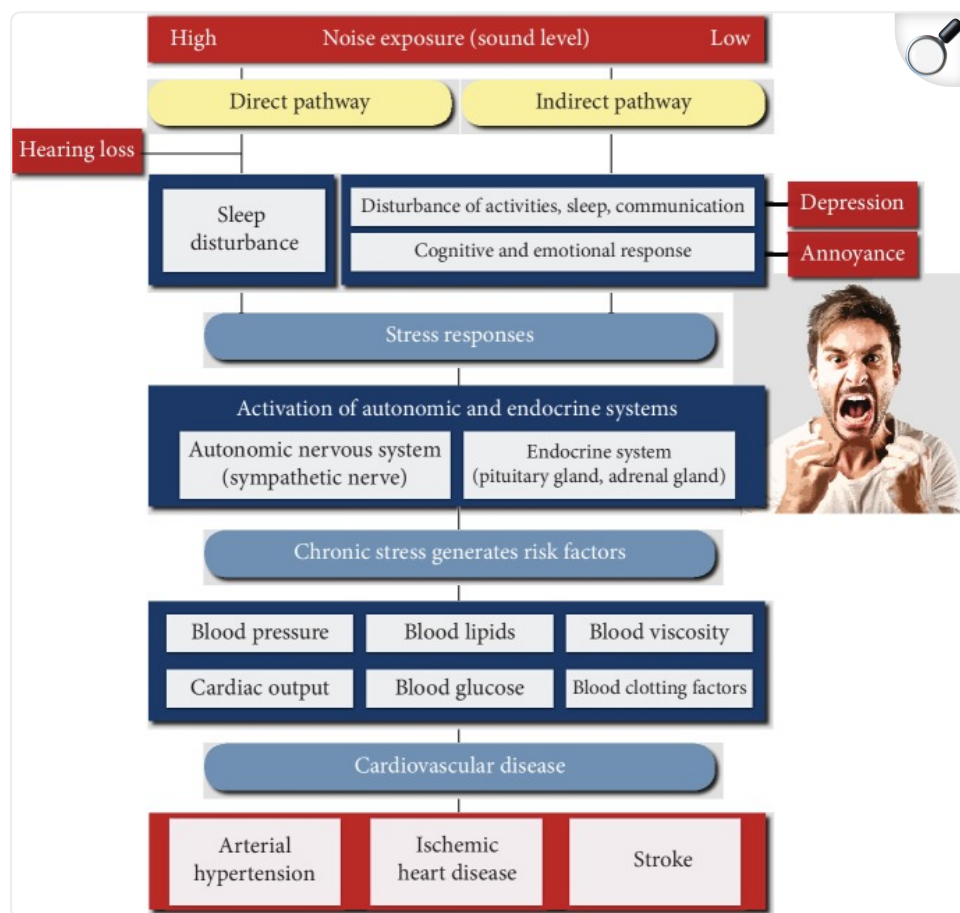 High Noise exposure (sound level) Low
Direct pathway
Indirect pathway
Hearing loss
Sleep
disturbance
Disturbance of activities, sleep, communication
Depression
Cognitive and emotional response
Annoyance
Stress responses
Activation of autonomic and endocrine systems
Autonomic nervous system
(sympathetic nerve)
Endocrine system
(pituitary gland, adrenal gland)
Chronic stress generates risk factors
Blood pressure
Blood lipids
Blood viscosity
Cardiac output
Blood glucose
Blood clotting factors
Cardiovascular disease
Arterial
hypertension
Ischemic
heart disease
Stroke